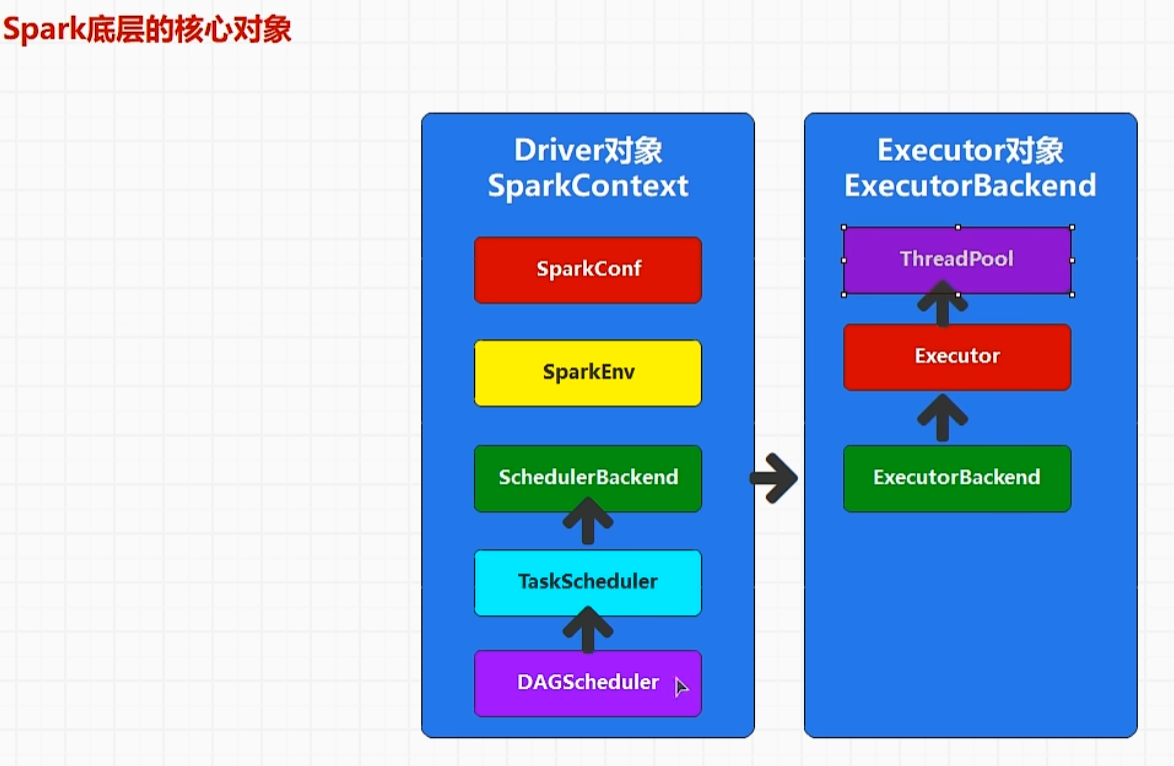 Spark底层的核心对象
Driver对象
SparkContext
SparkConf
SparkEnv
SchedulerBackend
TaskScheduler
DAGScheduler
Executor对象
ExecutorBackend
ThreadPool
Executor
ExecutorBackend